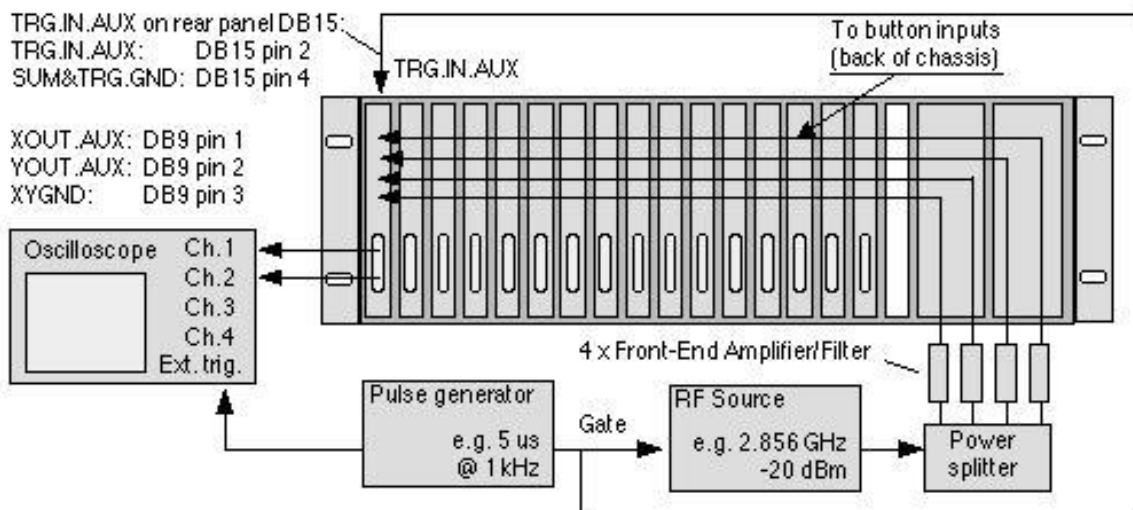 TRG.IN.AUX on rear panel DB15:
TRG.IN.AUX: DB15 pin 2
SUM&TRG.GND: DB15 pin 4
TRG.IN.AUX
To button inputs
(back of chassis)
XOUT.AUX: DB9 pin 1
YOUT.AUX: DB9 pin 2
XYGND: DB9 pin 3
Oscilloscope
Ch.1
Ch.2
Ch.3
Ch.4
Ext. trig.
4 x Front-End Amplifier/Filter
Pulse generator
e.g. 5 us
@ 1 kHz
Gate
RF Source
e.g. 2.856 GHz
-20 dBm
Power
splitter